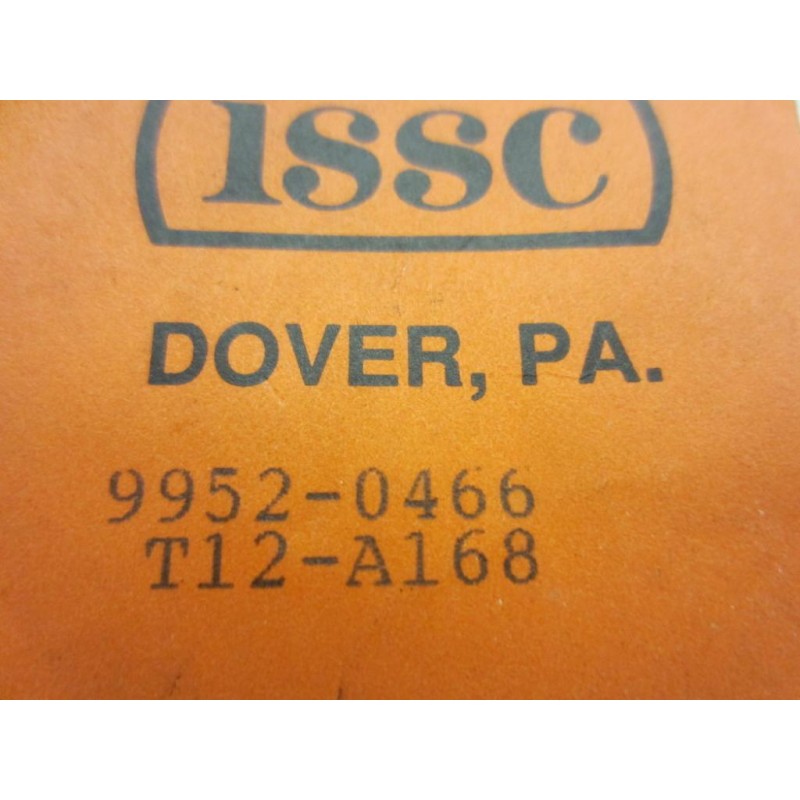 issc
DOVER, PA.
9952-0466
T12-A168